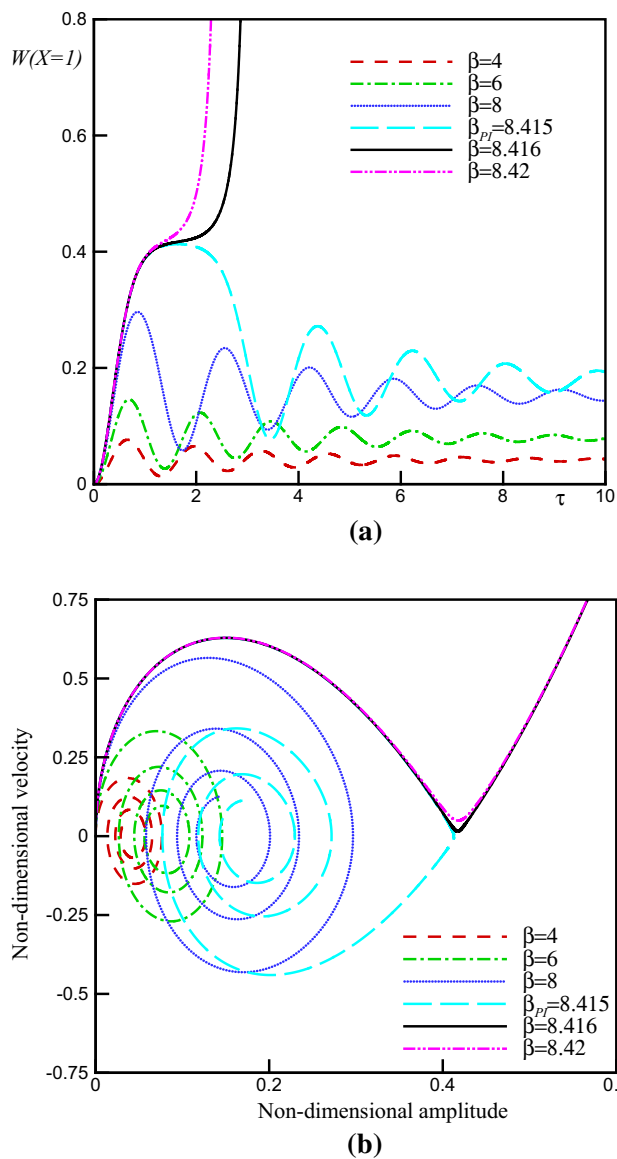 0.8
W(X=1)
β=4
β=6
β=8
β_PI=8.415
β=8.416
β=8.42
0.6
0.4
0.2
0
0
2
4
6
8
τ
10
(a)
0.75
0.5
0.25
0
-0.25
-0.5
-0.75
Non-dimensional velocity
β=4
β=6
β=8
β_PI=8.415
β=8.416
β=8.42
0
0.2
0.4
Non-dimensional amplitude
(b)